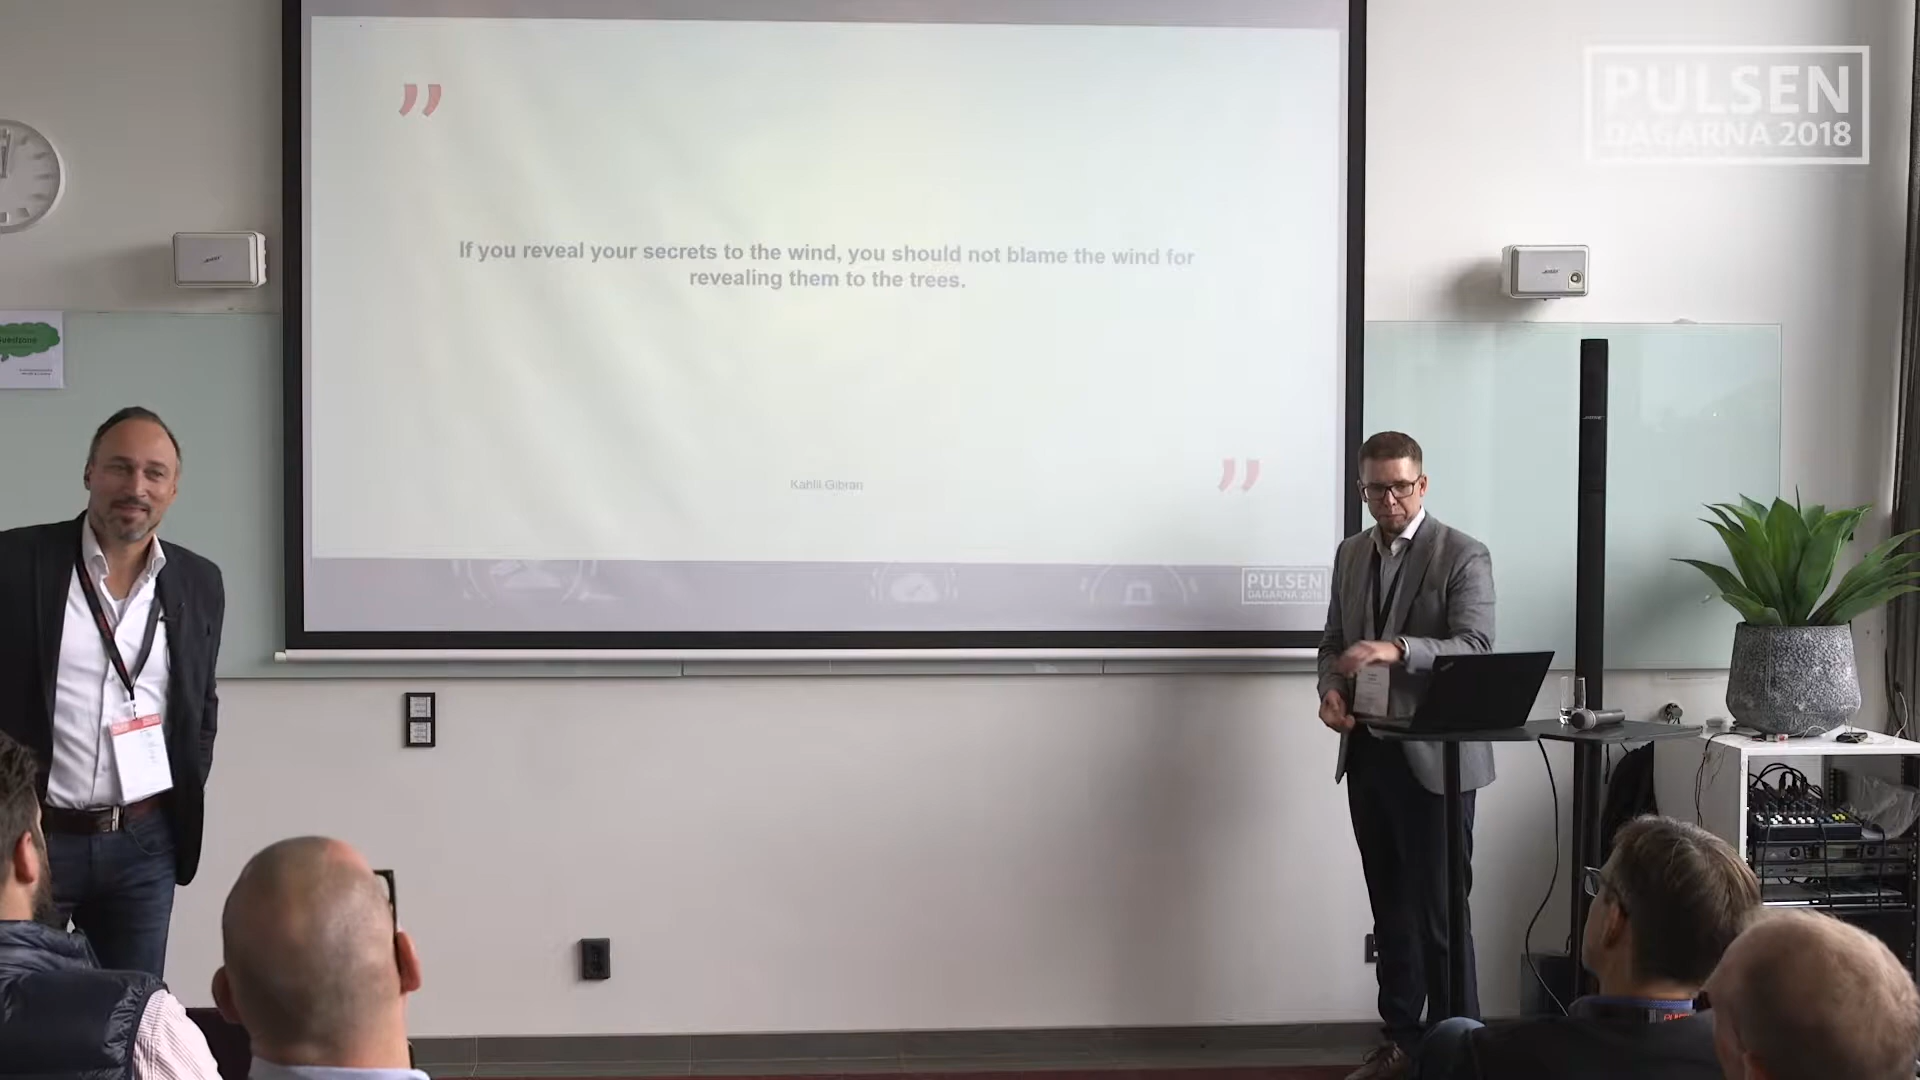 PULSEN
DAGARNA 2018
”
If you reveal your secrets to the wind, you should not blame the wind for
revealing them to the trees.
Kahlil Gibran
”
PULSEN
DAGARNA 2018
BOSE